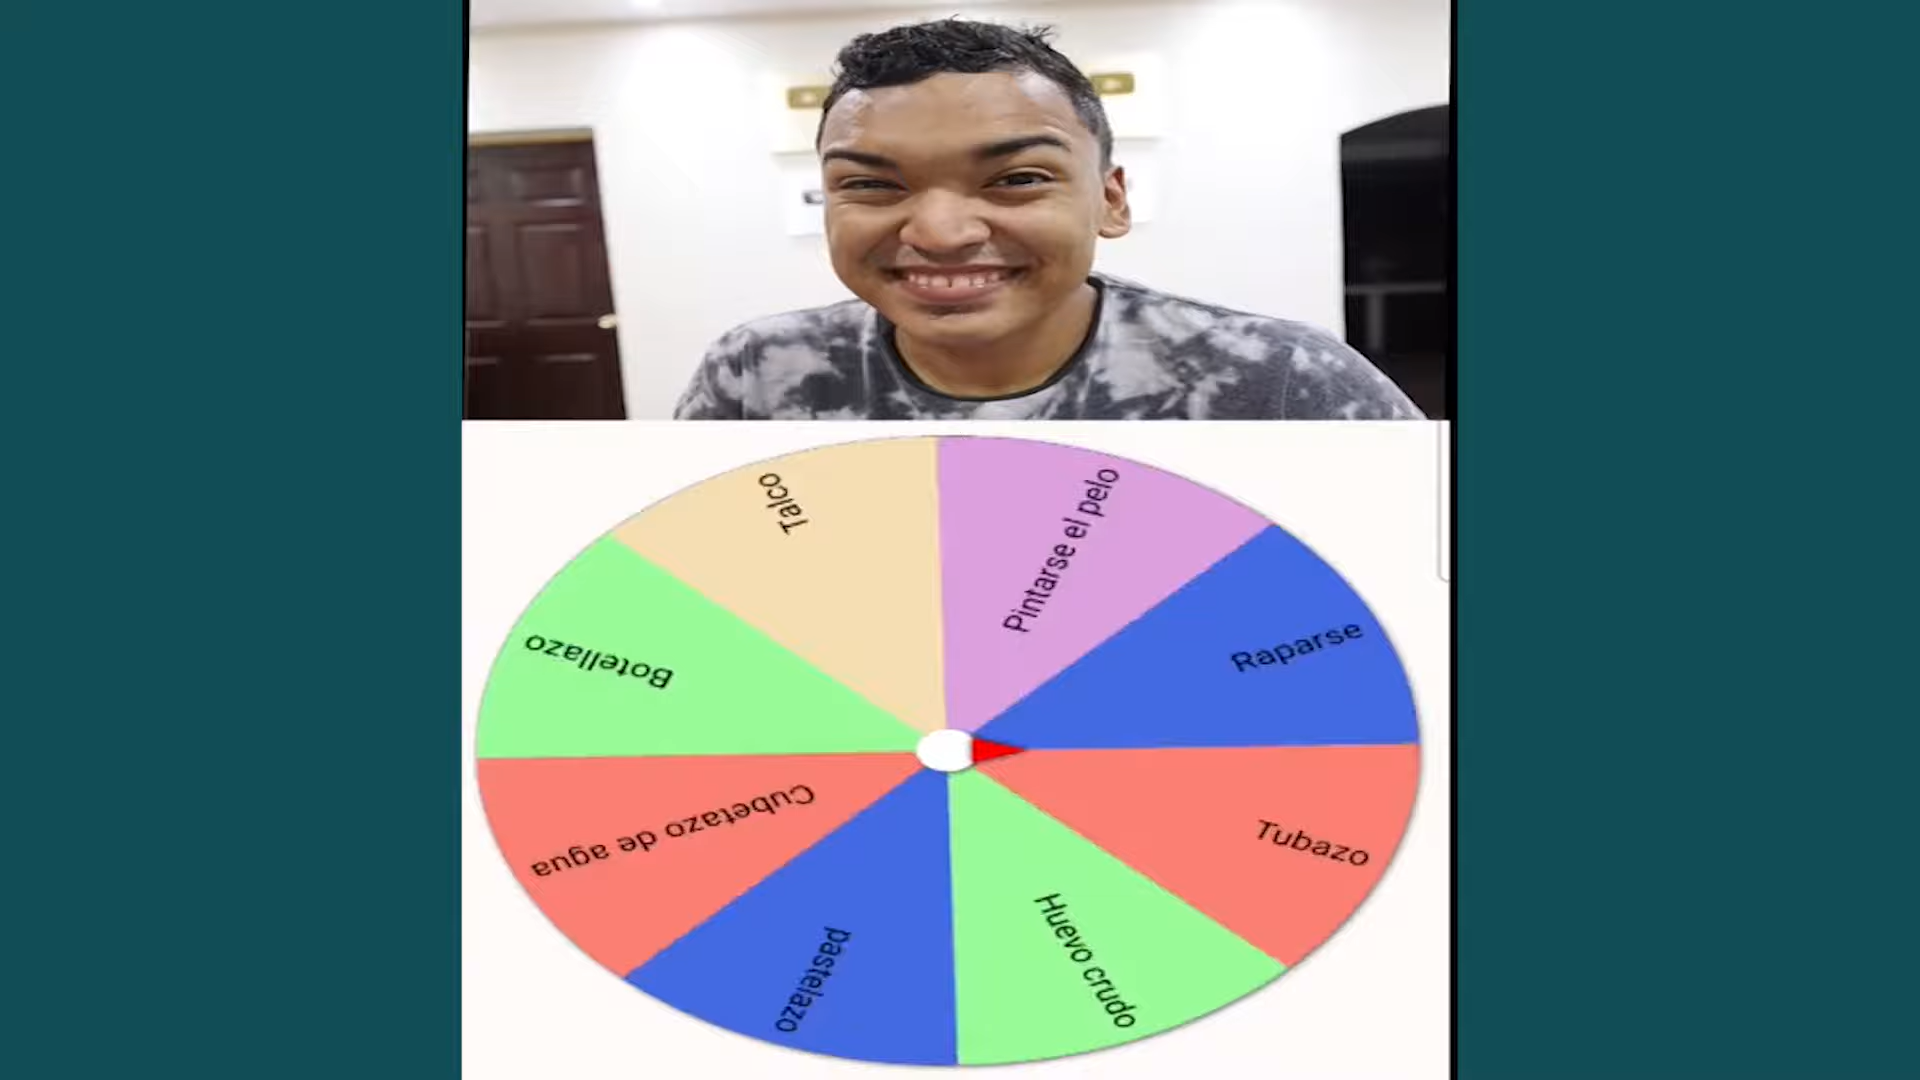 Talco
Pintarse el pelo
Raparse
Botellazo
Cubetazo de agua
Tubazo
Huevo crudo
pastelazo